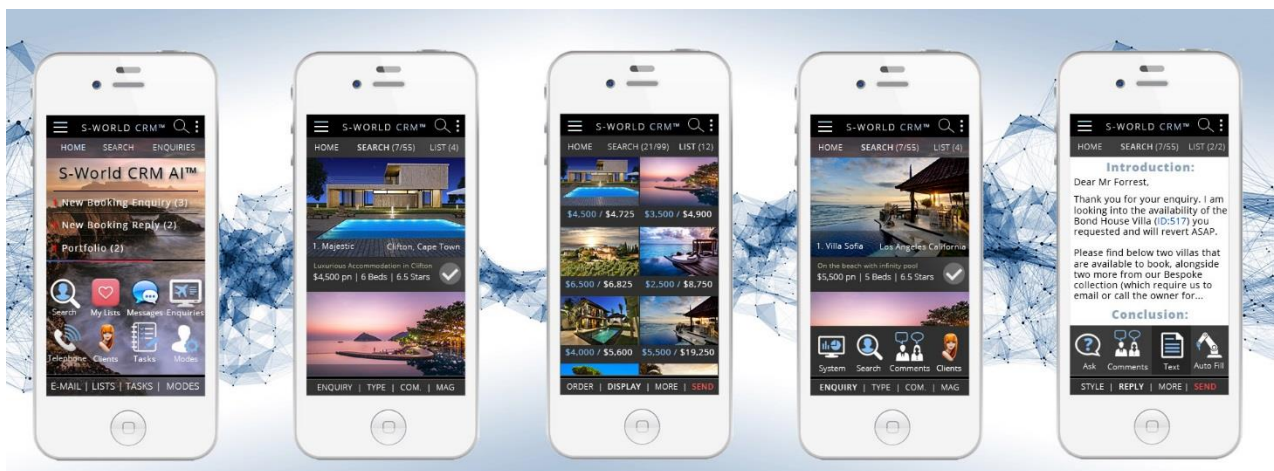 S-WORLD CRM™
HOME SEARCH ENQUIRIES
S-World CRM AI™
New Booking Enquiry (3)
New Booking Reply (2)
Portfolio (2)
Search My Lists Messages Enquiries
Telephone Clients Tasks Modes
E-MAIL | LISTS | TASKS | MODES
S-WORLD CRM™
HOME SEARCH (7/55) LIST (4)
1. Majestic Clifton, Cape Town
Luxurious Accommodation in Clifton
$4,500 pn | 6 Beds | 6.5 Stars
ENQUIRY | TYPE | COM. | MAG
S-WORLD CRM™
HOME SEARCH (21/99) LIST (12)
$4,500 / $4,725 $3,500 / $4,900
$6,500 / $6,825 $2,500 / $8,750
$4,000 / $5,600 $5,500 / $19,250
ORDER | DISPLAY | MORE | SEND
S-WORLD CRM™
HOME SEARCH (7/55) LIST (4)
1. Villa Sofia Los Angeles California
On the beach with infinity pool
$5,500 pn | 5 Beds | 6.5 Stars
System Search Comments Clients
ENQUIRY | TYPE | COM. | MAG
S-WORLD CRM™
HOME SEARCH (7/55) LIST (2/2)
Introduction:
Dear Mr Forrest,
Thank you for your enquiry. I am
looking into the availability of the
Bond House Villa (ID:517) you
requested and will revert ASAP.
Please find below two villas that
are available to book, alongside
two more from our Bespoke
collection (which require us to
email or call the owner for...
Conclusion:
Ask Comments Text Auto Fill
STYLE | REPLY | MORE | SEND